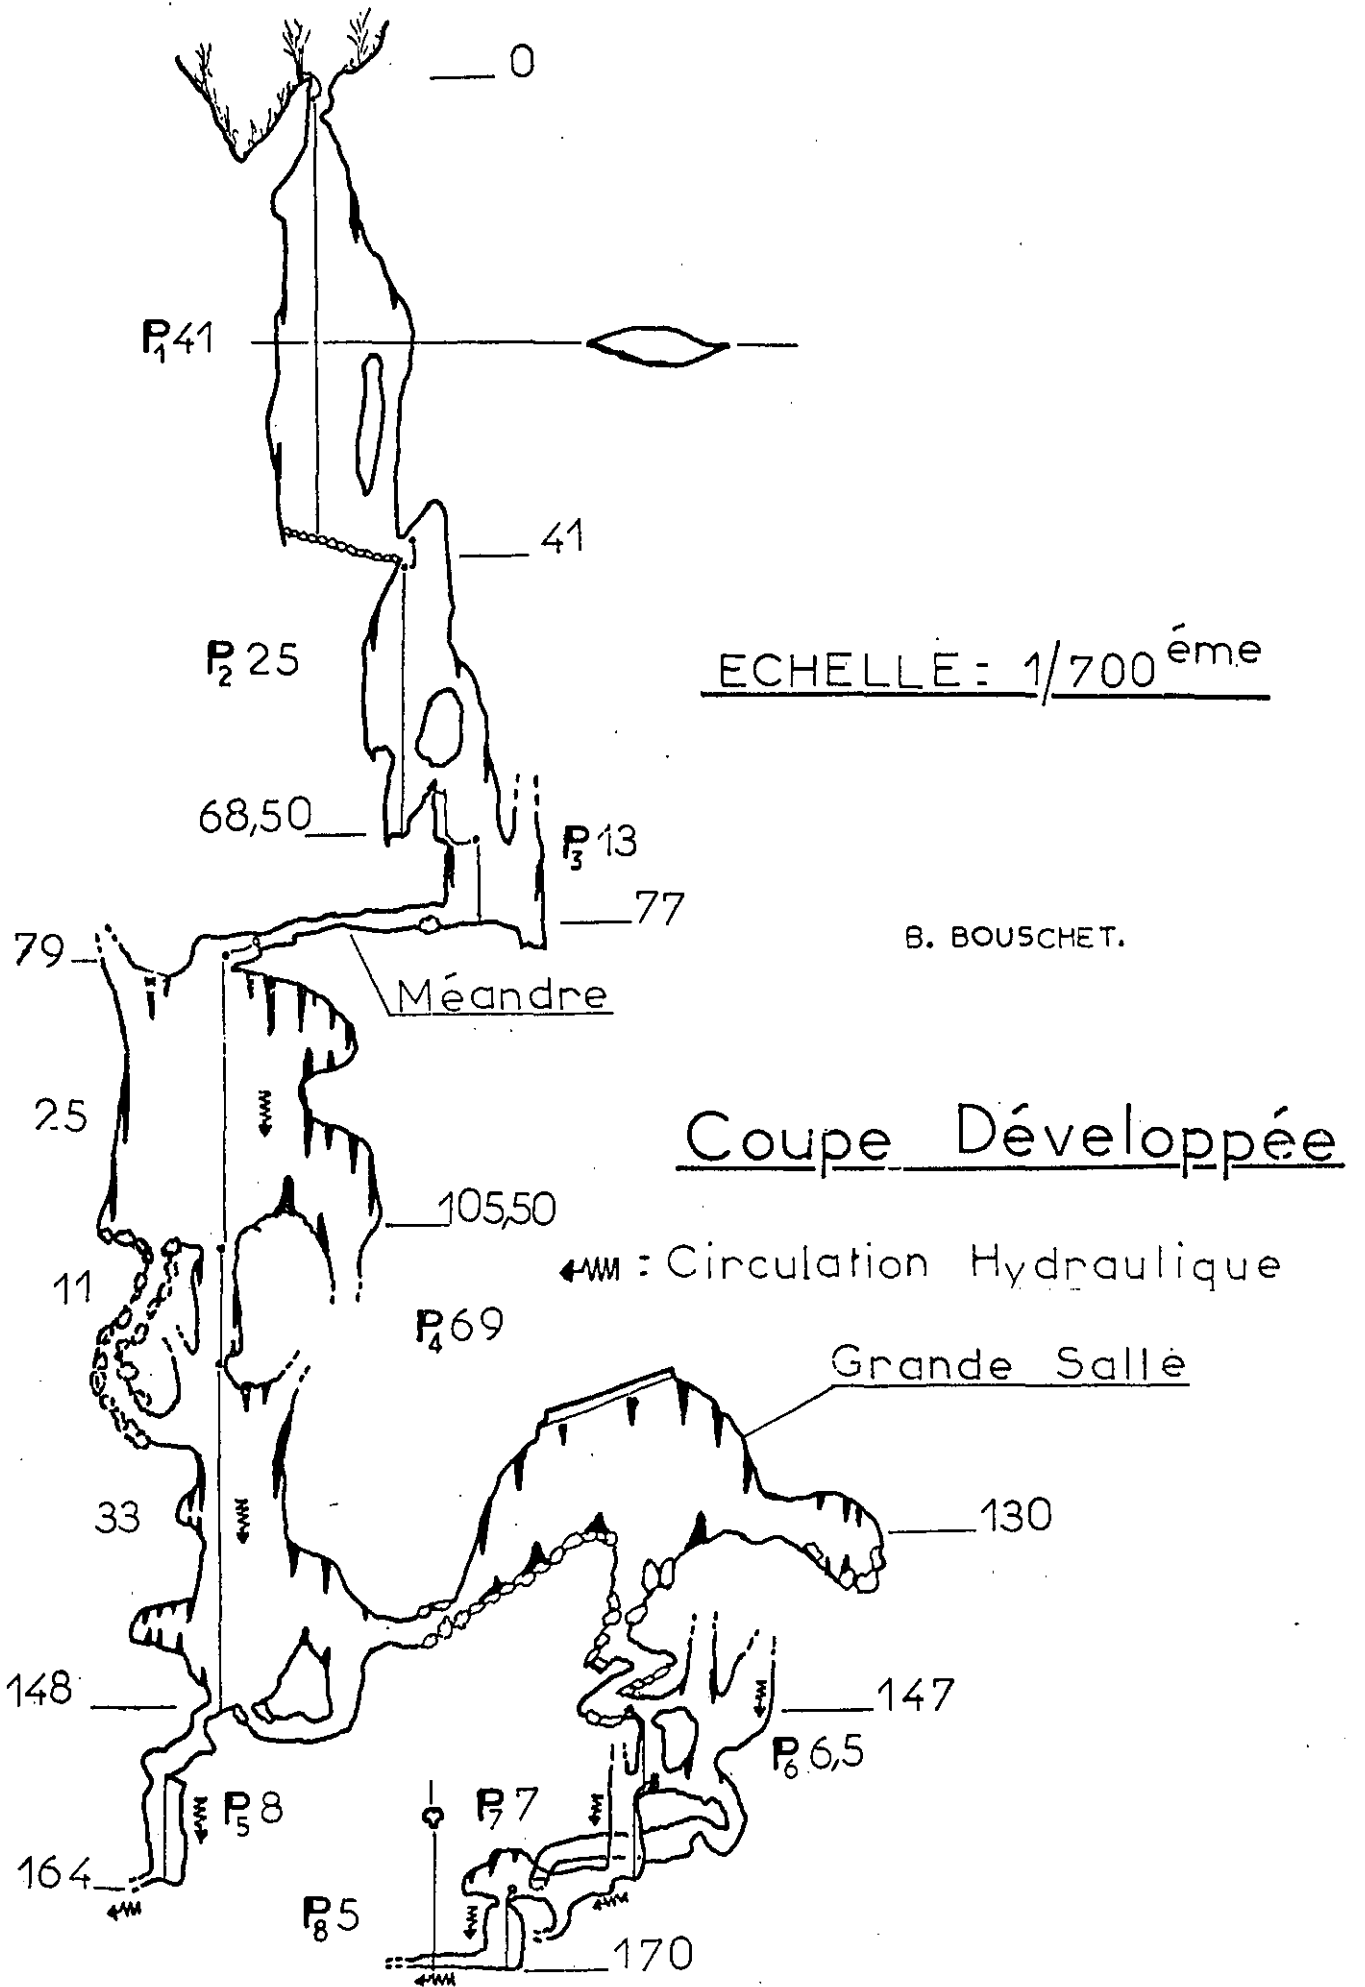 0
P₁ 41
41
P₂ 25
ECHELLE = 1/700 éme
68,50
P₃ 13
77
B. BOUSCHET.
79
Méandre
25
Coupe Développée
105,50
: Circulation Hydraulique
11
P₄ 69
Grande Salle
33
130
148
147
P₆ 6,5
P₅ 8
P₇ 7
164
P₈ 5
170